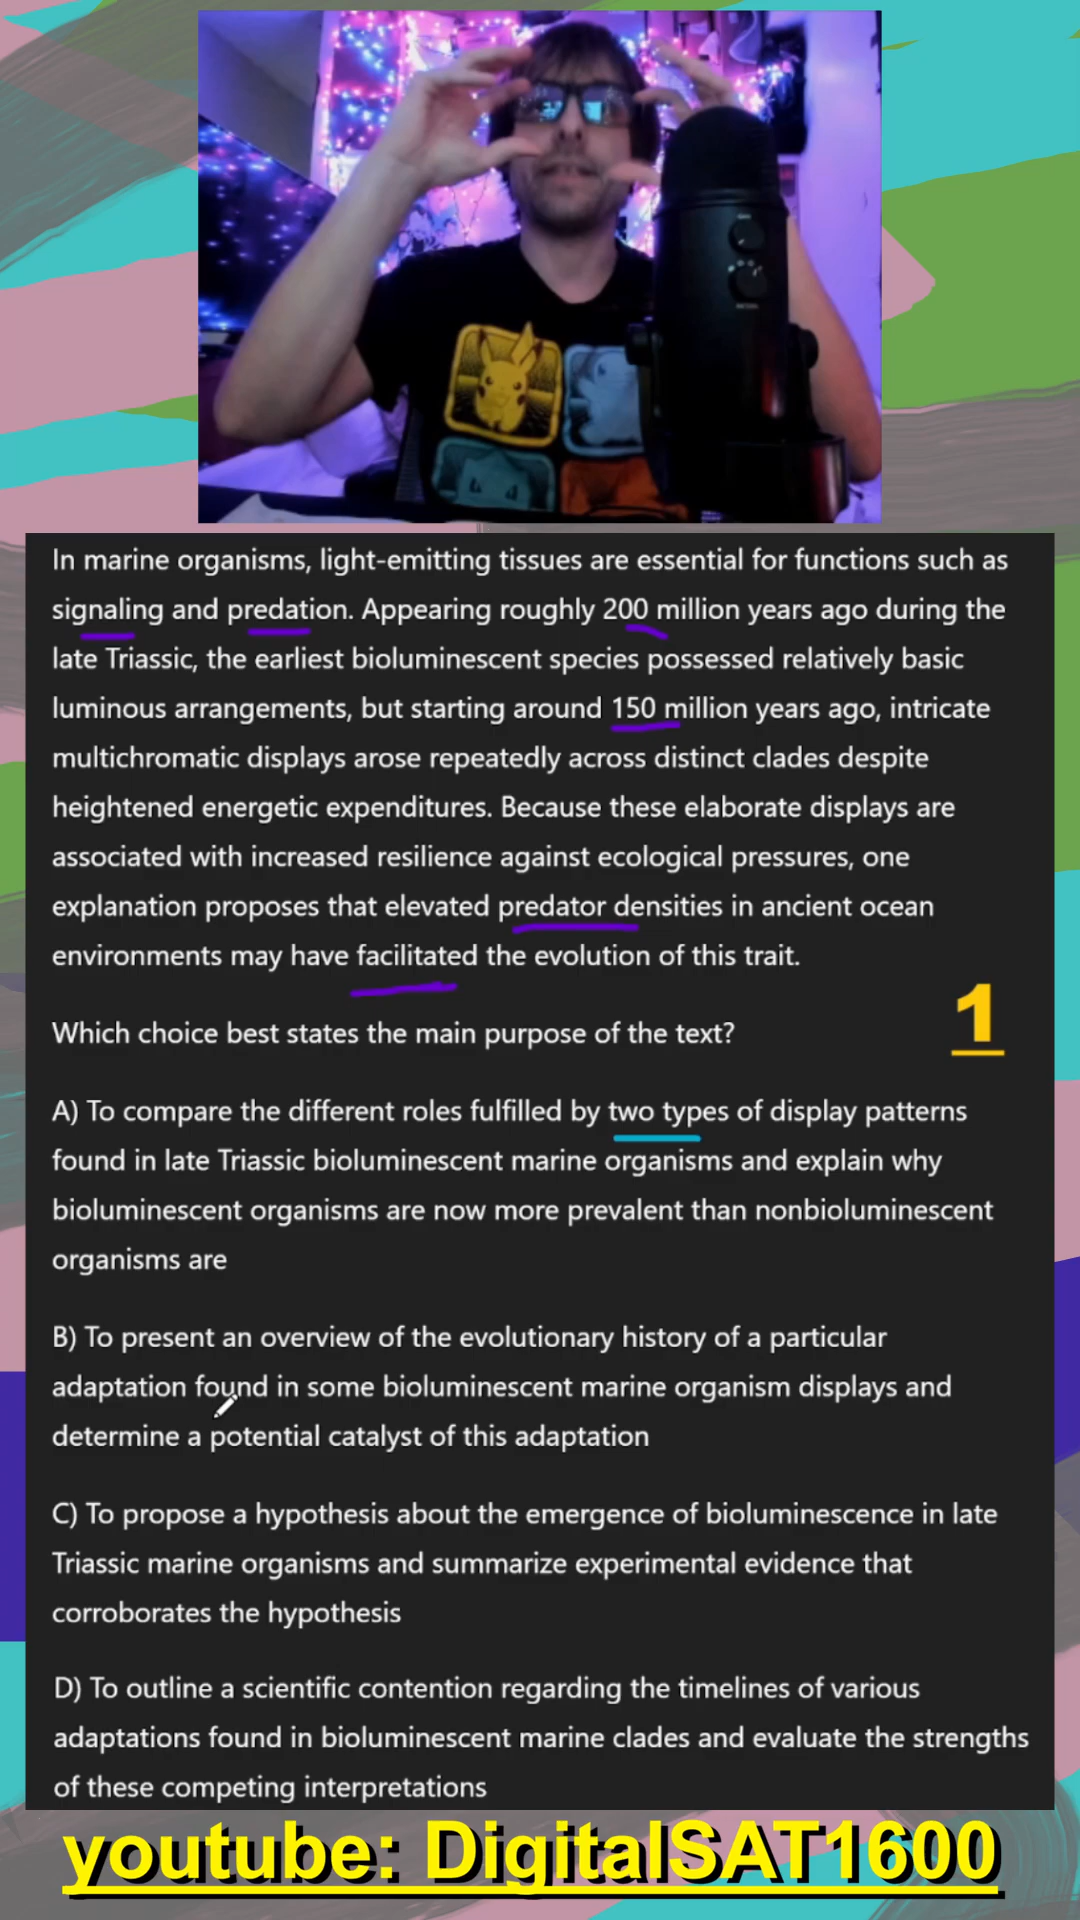 In marine organisms, light-emitting tissues are essential for functions such as
signaling and predation. Appearing roughly 200 million years ago during the
late Triassic, the earliest bioluminescent species possessed relatively basic
luminous arrangements, but starting around 150 million years ago, intricate
multichromatic displays arose repeatedly across distinct clades despite
heightened energetic expenditures. Because these elaborate displays are
associated with increased resilience against ecological pressures, one
explanation proposes that elevated predator densities in ancient ocean
environments may have facilitated the evolution of this trait.
Which choice best states the main purpose of the text?
1
A) To compare the different roles fulfilled by two types of display patterns
found in late Triassic bioluminescent marine organisms and explain why
bioluminescent organisms are now more prevalent than nonbioluminescent
organisms are
B) To present an overview of the evolutionary history of a particular
adaptation found in some bioluminescent marine organism displays and
determine a potential catalyst of this adaptation
C) To propose a hypothesis about the emergence of bioluminescence in late
Triassic marine organisms and summarize experimental evidence that
corroborates the hypothesis
D) To outline a scientific contention regarding the timelines of various
adaptations found in bioluminescent marine clades and evaluate the strengths
of these competing interpretations
youtube: DigitalSAT1600